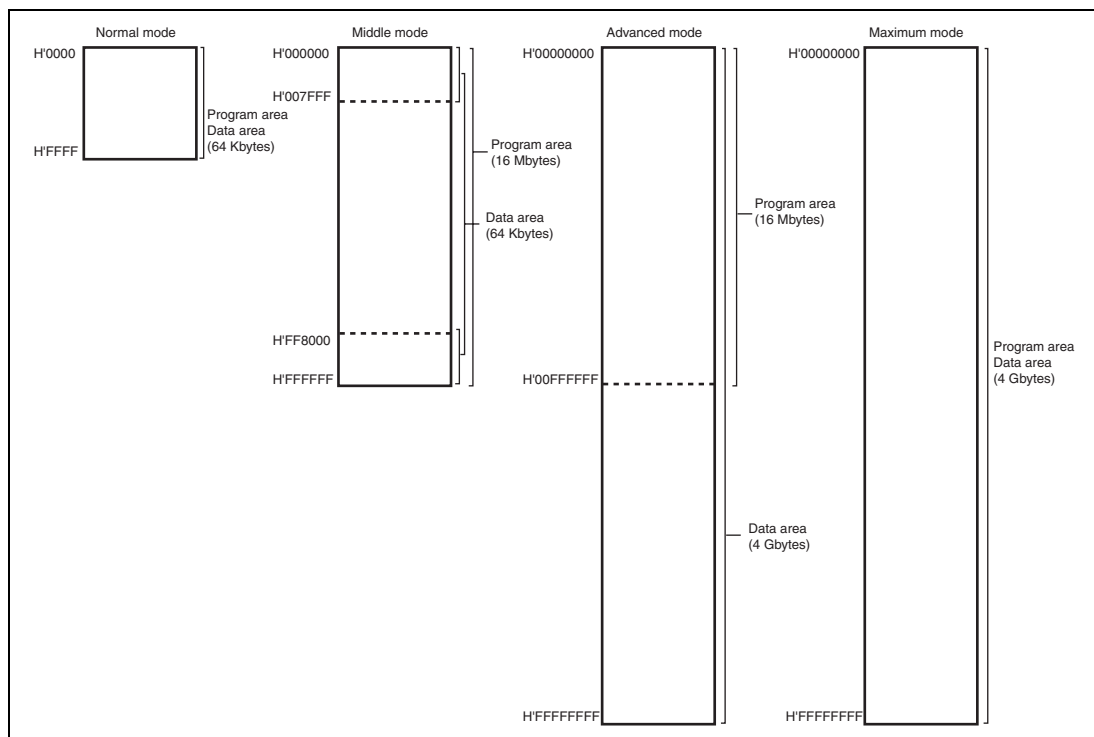 Normal mode
H'0000
H'FFFF
Program area
Data area
(64 Kbytes)
Middle mode
H'000000
H'007FFF
H'FF8000
H'FFFFFF
Program area
(16 Mbytes)
Data area
(64 Kbytes)
Advanced mode
H'00000000
H'00FFFFFF
H'FFFFFFFF
Program area
(16 Mbytes)
Data area
(4 Gbytes)
Maximum mode
H'00000000
H'FFFFFFFF
Program area
Data area
(4 Gbytes)